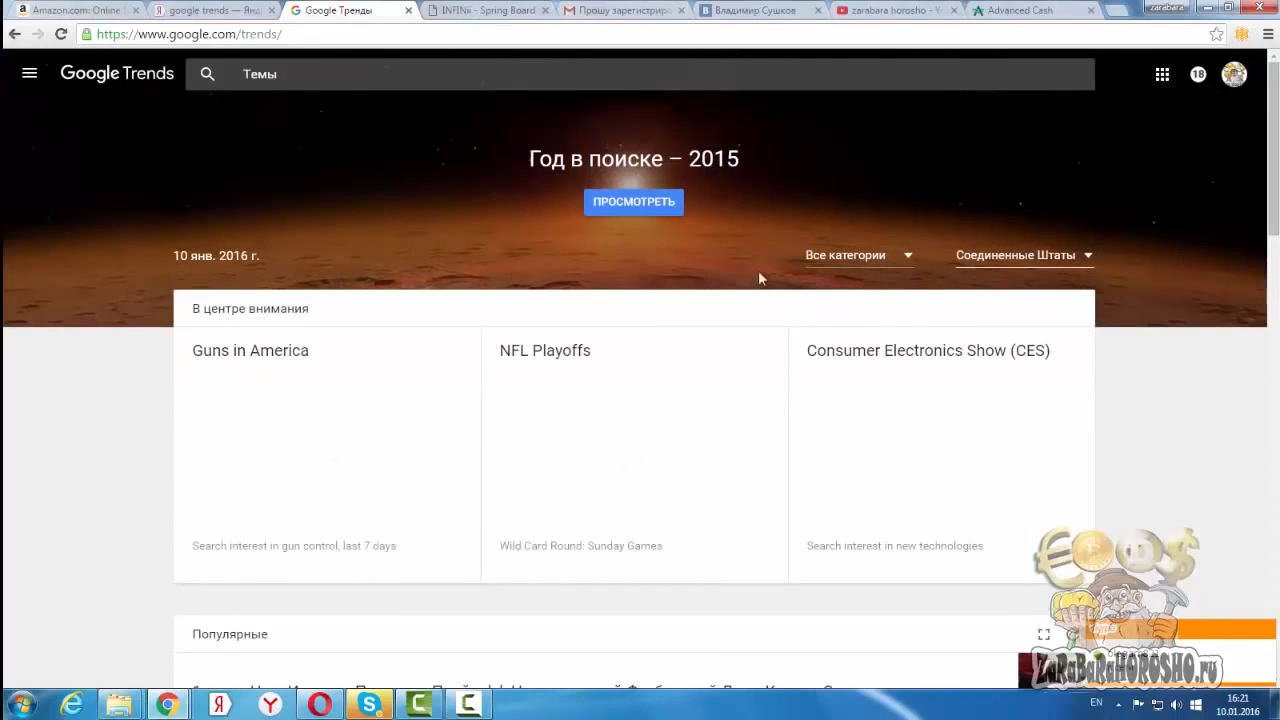 Amazon.com: Online
google trends — Янд
Google Тренды
INFINii - Spring Board
Прошу зарегистриро
Владимир Сушков
zarabara horosho - Yo
Advanced Cash
zarabara
https://www.google.com/trends/
Google Trends
Темы
18
Год в поиске – 2015
ПРОСМОТРЕТЬ
10 янв. 2016 г.
Все категории
Соединенные Штаты
В центре внимания
Guns in America
NFL Playoffs
Consumer Electronics Show (CES)
Search interest in gun control, last 7 days
Wild Card Round: Sunday Games
Search interest in new technologies
Популярные
ZaRaBaRaHOROSHO.ru
EN
16:21
10.01.2016